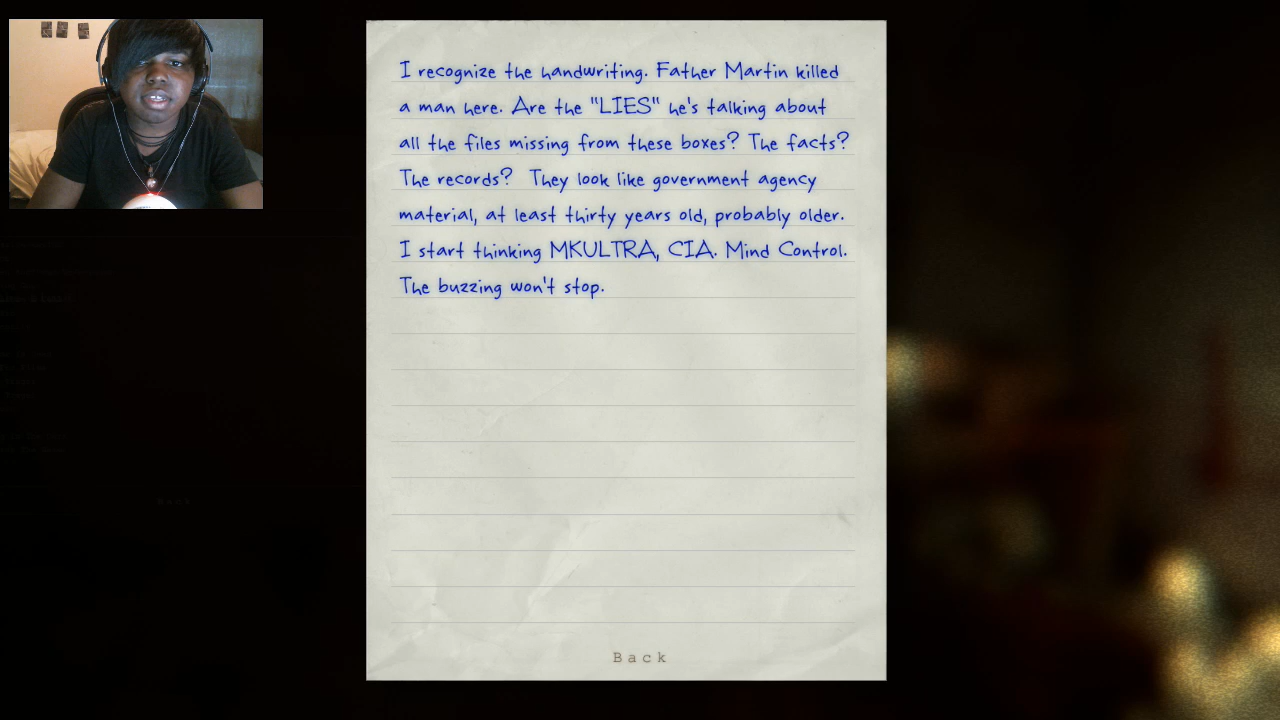 I recognize the handwriting. Father Martin killed
a man here. Are the "LIES" he's talking about
all the files missing from these boxes? The facts?
The records?  They look like government agency
material, at least thirty years old, probably older.
I start thinking MKULTRA, CIA. Mind Control.
The buzzing won't stop.
Back